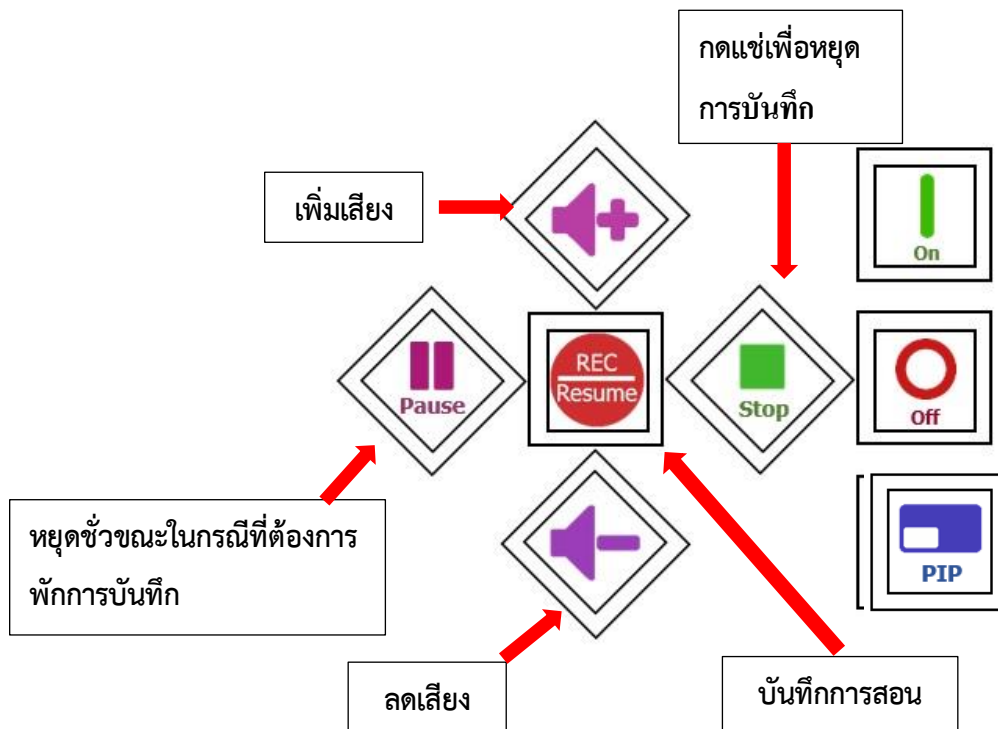 กดแช่เพื่อหยุด
การบันทึก
เพิ่มเสียง
On
Pause
REC
Resume
Stop
Off
หยุดชั่วขณะในกรณีที่ต้องการ
พักการบันทึก
PIP
ลดเสียง
บันทึกการสอน